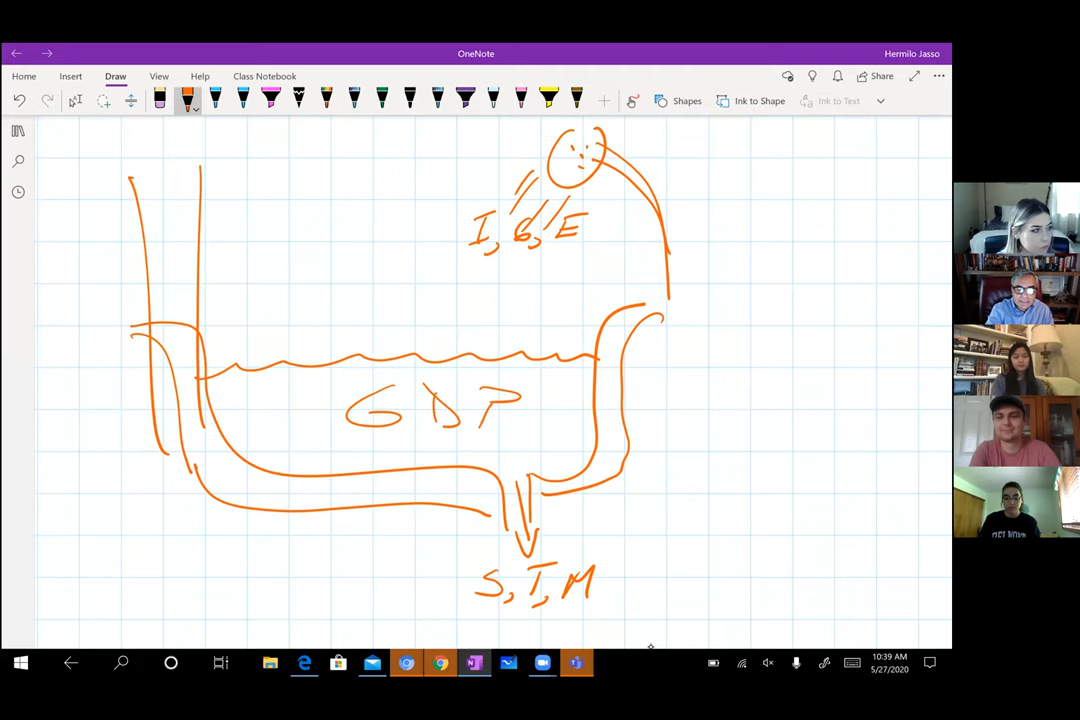 OneNote
Hermilo Jasso
Home Insert Draw View Help Class Notebook
Share
Shapes Ink to Shape Ink to Text
I, G, E
GDP
S, T, M
BELMONT
10:39 AM
5/27/2020